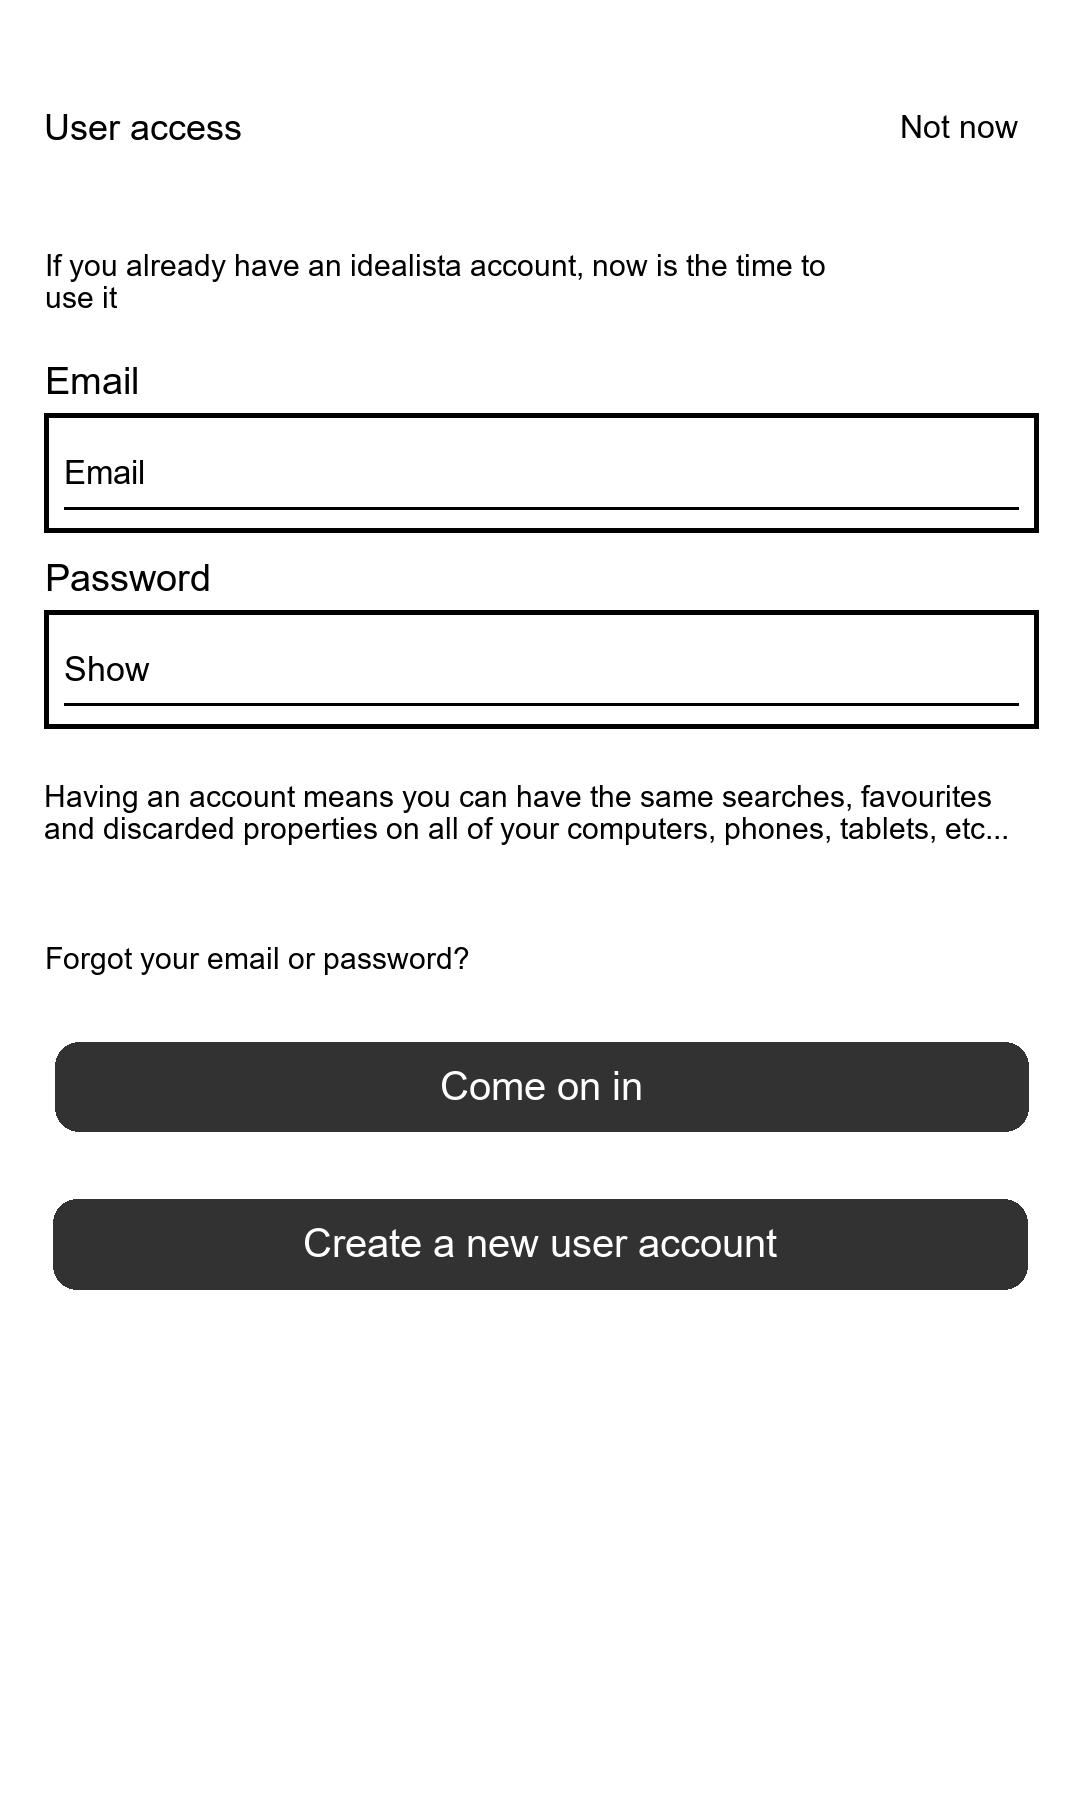 User access
Not now
If you already have an idealista account, now is the time to
use it
Email
Email
Password
Show
Having an account means you can have the same searches, favourites
and discarded properties on all of your computers, phones, tablets, etc...
Forgot your email or password?
Come on in
Create a new user account